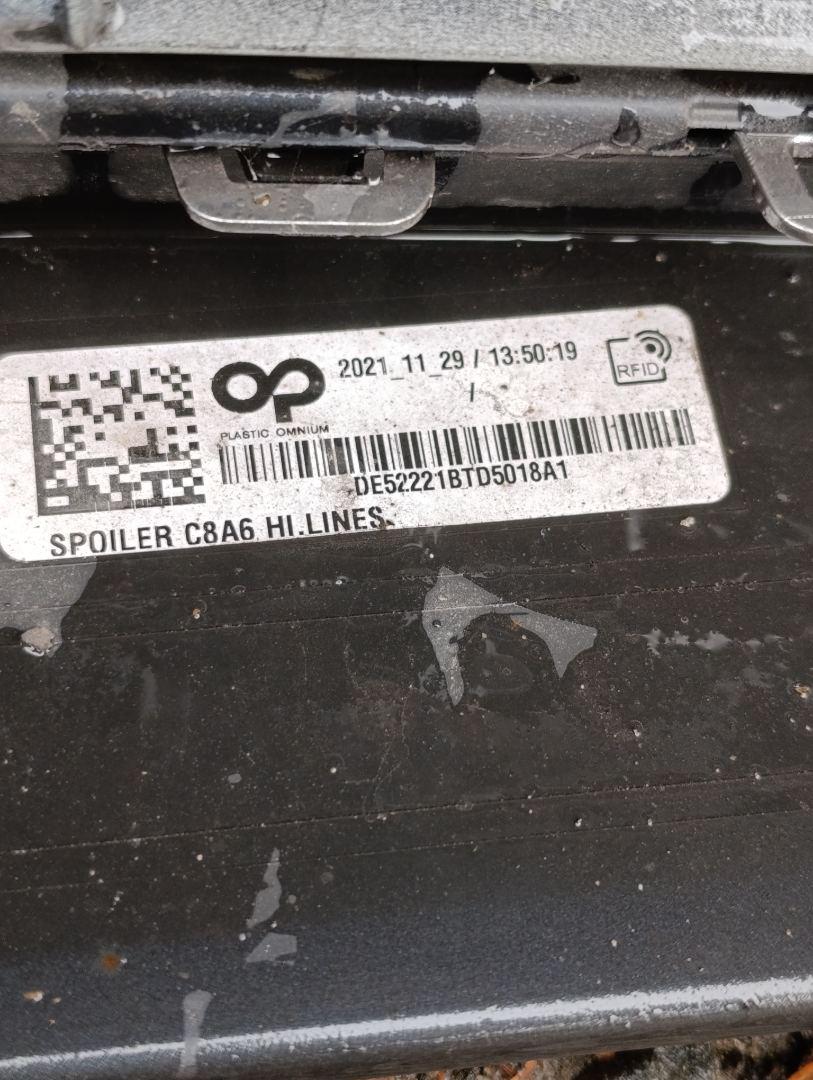 2021_11_29 / 13:50:19
/
RFID
PLASTIC OMNIUM
DE52221BTD5018A1
SPOILER C8A6 HI.LINES